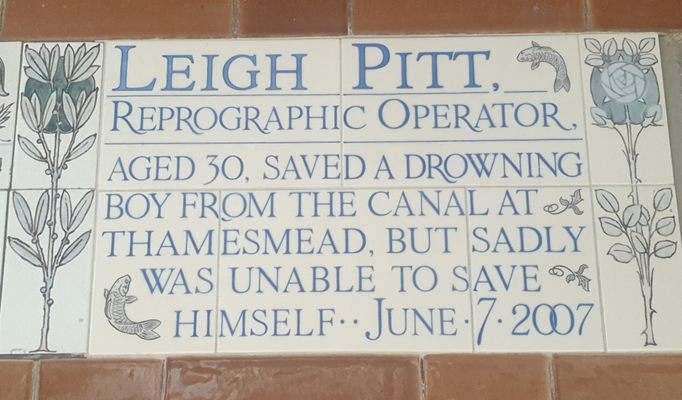 LEIGH PITT,
REPROGRAPHIC OPERATOR,
AGED 30, SAVED A DROWNING
BOY FROM THE CANAL AT
THAMESMEAD, BUT SADLY
WAS UNABLE TO SAVE
HIMSELF·· JUNE·7·2007